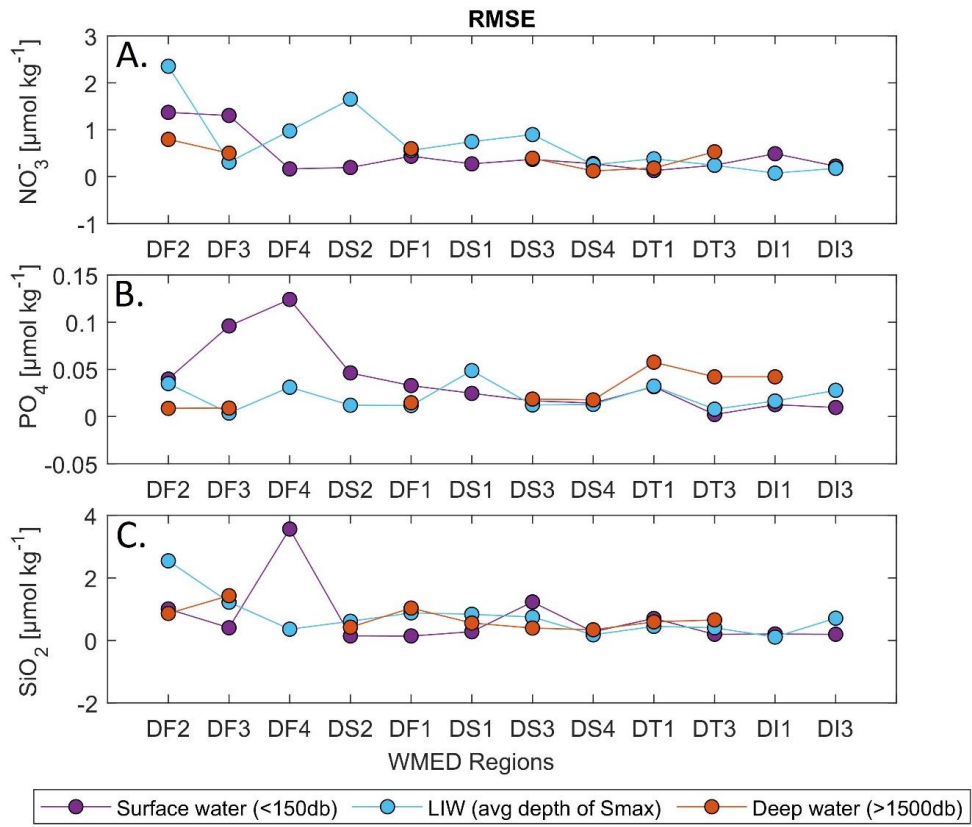 RMSE
A.
3
2
1
0
-1
NO₃⁻ [µmol kg⁻¹]
DF2 DF3 DF4 DS2 DF1 DS1 DS3 DS4 DT1 DT3 DI1 DI3
B.
0.15
0.1
0.05
0
-0.05
PO₄ [µmol kg⁻¹]
DF2 DF3 DF4 DS2 DF1 DS1 DS3 DS4 DT1 DT3 DI1 DI3
C.
4
2
0
-2
SiO₂ [µmol kg⁻¹]
DF2 DF3 DF4 DS2 DF1 DS1 DS3 DS4 DT1 DT3 DI1 DI3
WMED Regions
Surface water (<150db) LIW (avg depth of Smax) Deep water (>1500db)